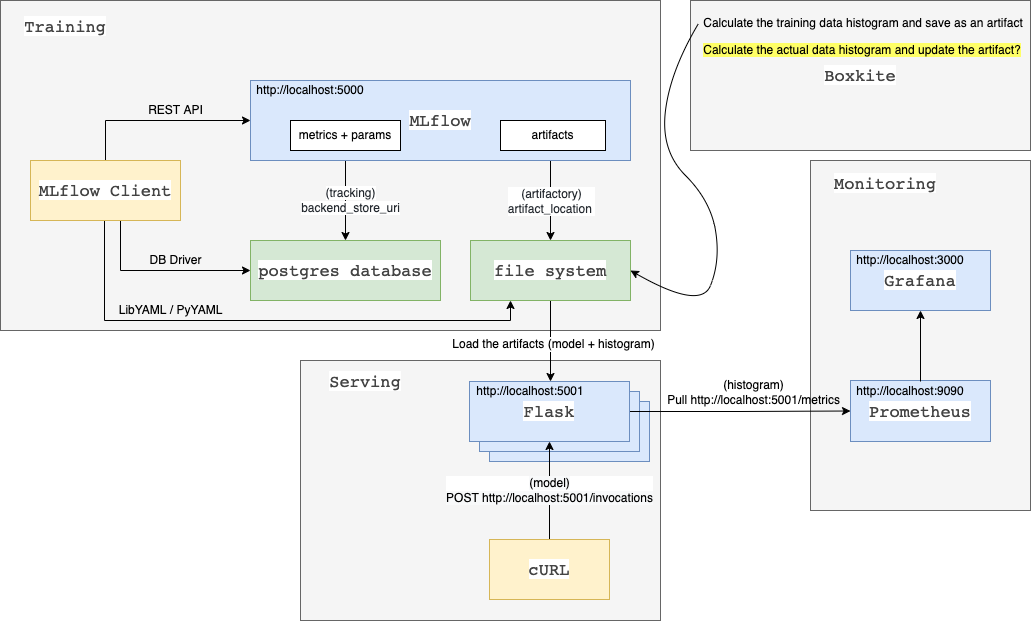 Training
Calculate the training data histogram and save as an artifact
Calculate the actual data histogram and update the artifact?
Boxkite
http://localhost:5000
REST API
MLflow
metrics + params
artifacts
MLflow Client
(tracking)
backend_store_uri
(artifactory)
artifact_location
DB Driver
postgres database
file system
LibYAML / PyYAML
Load the artifacts (model + histogram)
Monitoring
http://localhost:3000
Grafana
Serving
http://localhost:5001
Flask
(histogram)
Pull http://localhost:5001/metrics
http://localhost:9090
Prometheus
(model)
POST http://localhost:5001/invocations
cURL